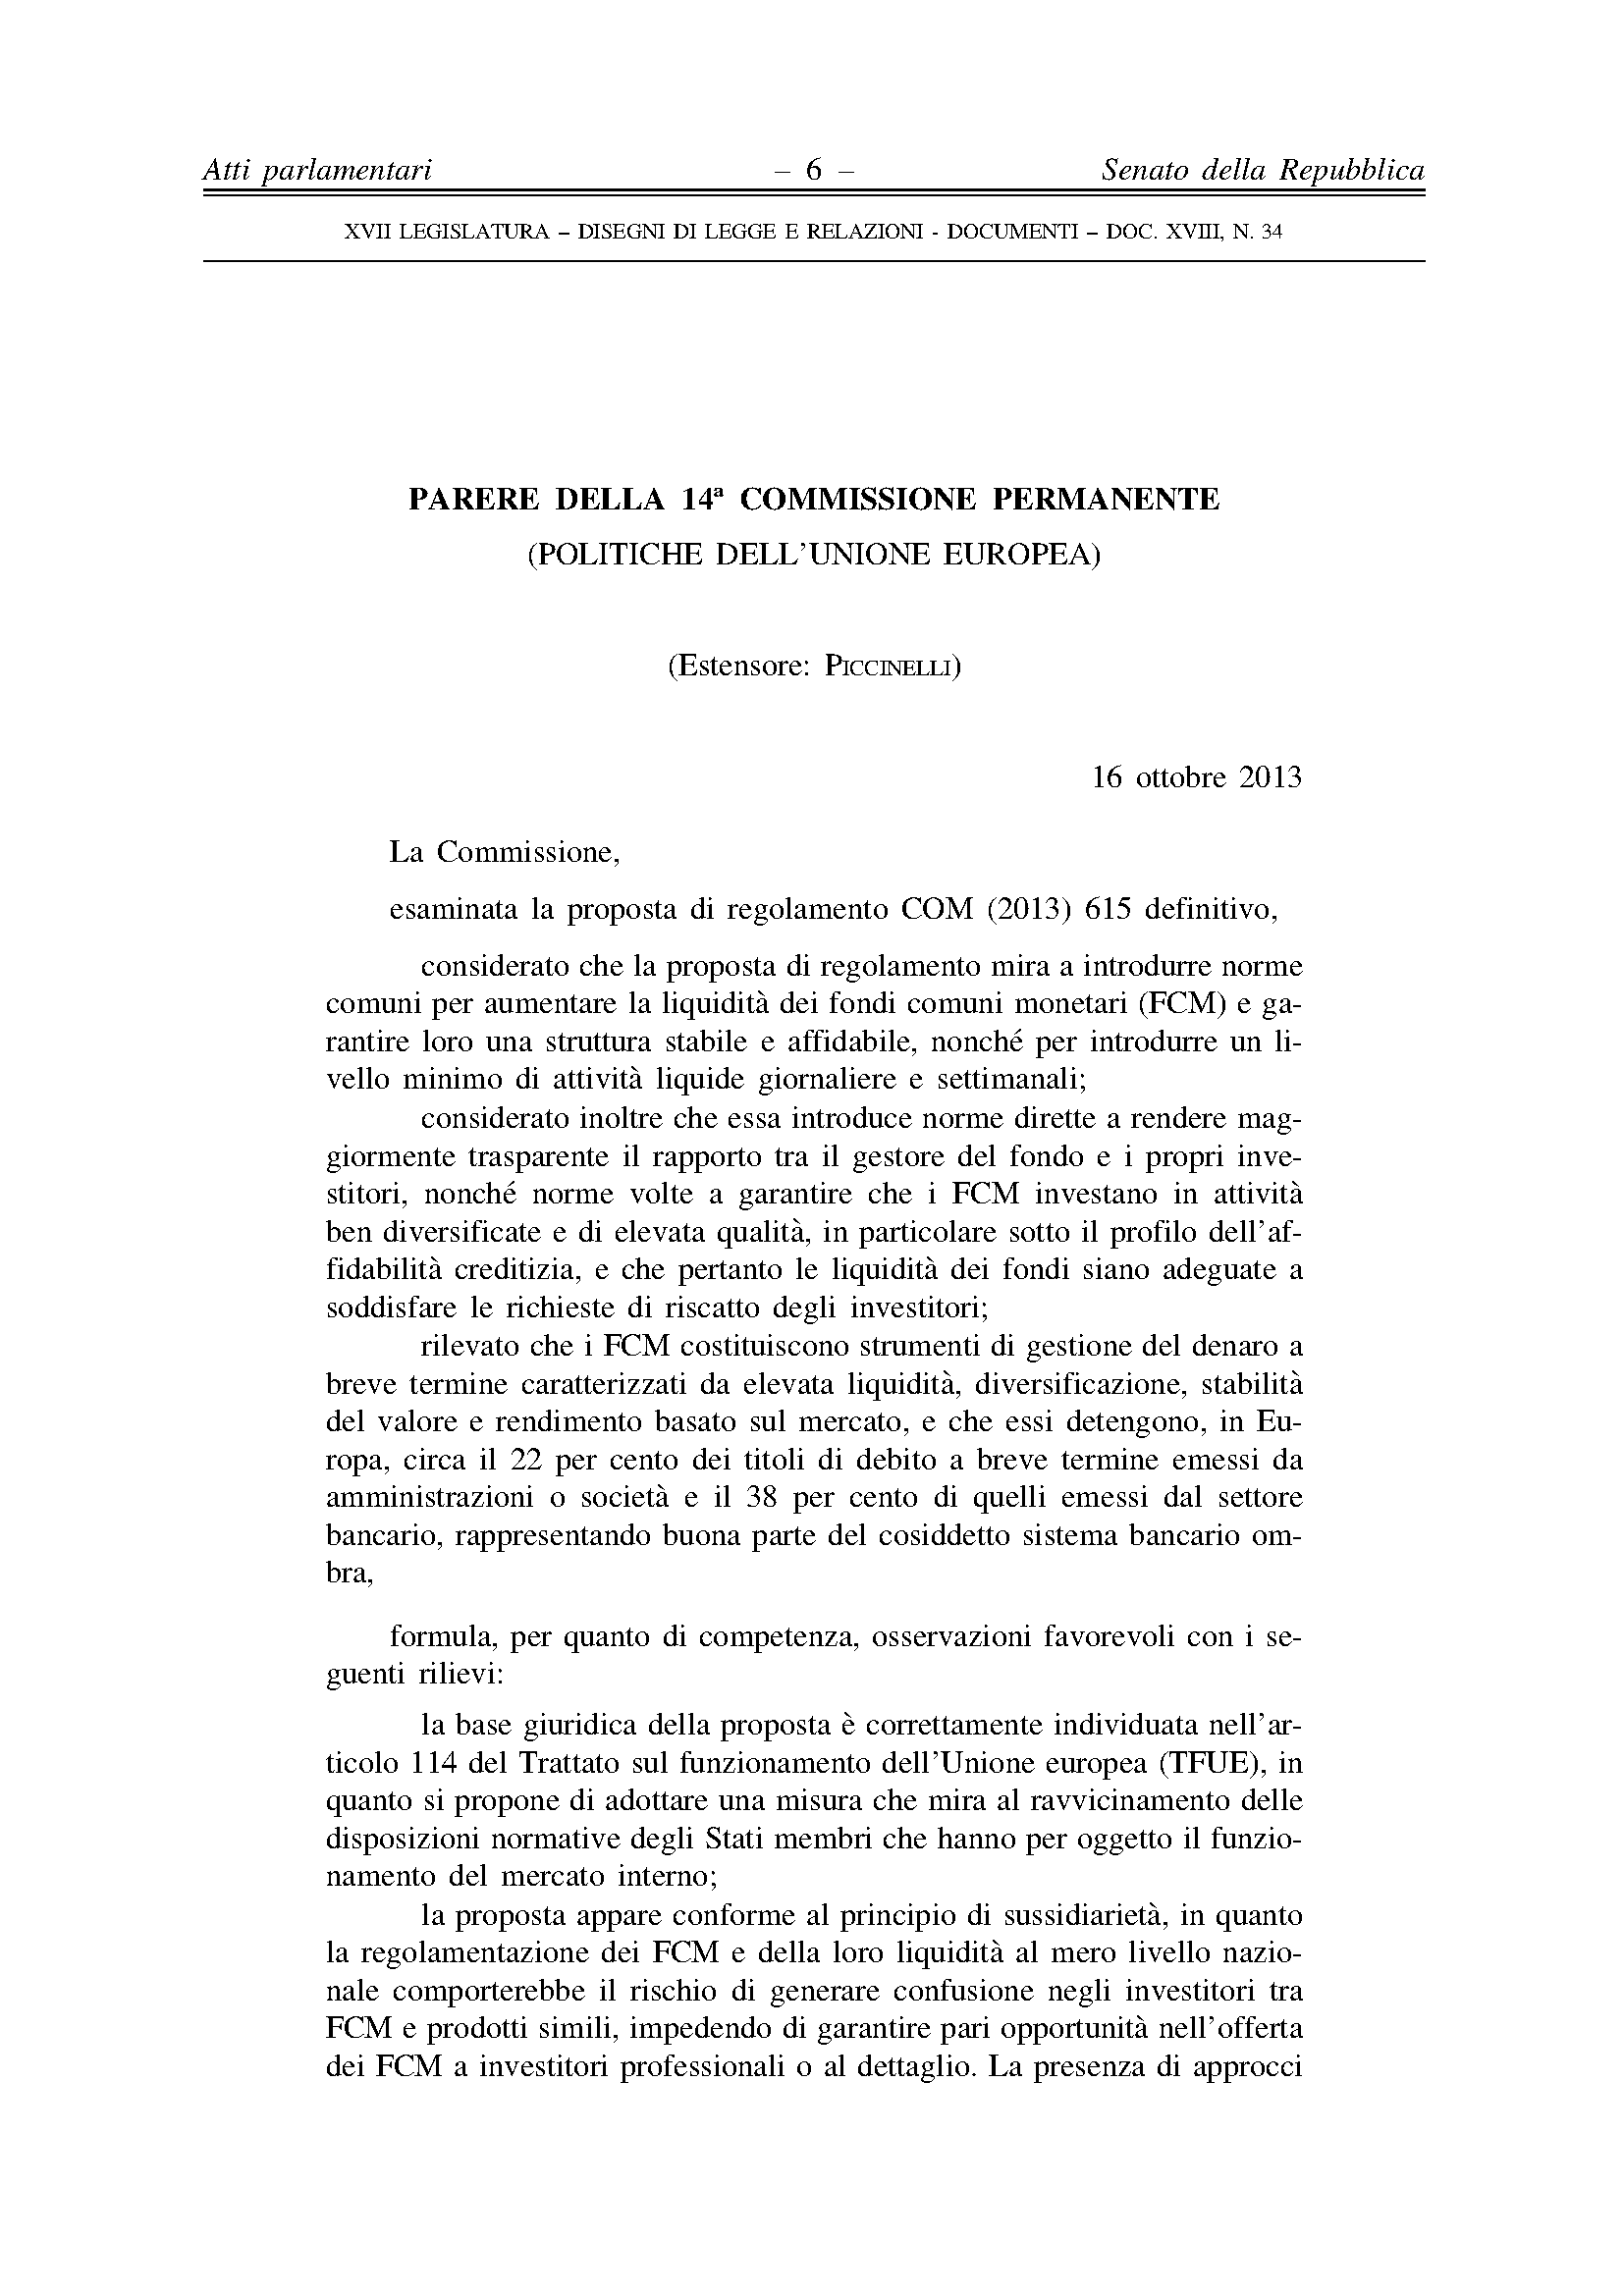 Atti parlamentari – 6 – Senato della Repubblica
XVII LEGISLATURA – DISEGNI DI LEGGE E RELAZIONI - DOCUMENTI – DOC. XVIII, N. 34
PARERE DELLA 14ª COMMISSIONE PERMANENTE
(POLITICHE DELL'UNIONE EUROPEA)
(Estensore: Piccinelli)
16 ottobre 2013
La Commissione,
esaminata la proposta di regolamento COM (2013) 615 definitivo,
considerato che la proposta di regolamento mira a introdurre norme
comuni per aumentare la liquidità dei fondi comuni monetari (FCM) e ga-
rantire loro una struttura stabile e affidabile, nonché per introdurre un li-
vello minimo di attività liquide giornaliere e settimanali;
considerato inoltre che essa introduce norme dirette a rendere mag-
giormente trasparente il rapporto tra il gestore del fondo e i propri inve-
stitori, nonché norme volte a garantire che i FCM investano in attività
ben diversificate e di elevata qualità, in particolare sotto il profilo dell'af-
fidabilità creditizia, e che pertanto le liquidità dei fondi siano adeguate a
soddisfare le richieste di riscatto degli investitori;
rilevato che i FCM costituiscono strumenti di gestione del denaro a
breve termine caratterizzati da elevata liquidità, diversificazione, stabilità
del valore e rendimento basato sul mercato, e che essi detengono, in Eu-
ropa, circa il 22 per cento dei titoli di debito a breve termine emessi da
amministrazioni o società e il 38 per cento di quelli emessi dal settore
bancario, rappresentando buona parte del cosiddetto sistema bancario om-
bra,
formula, per quanto di competenza, osservazioni favorevoli con i se-
guenti rilievi:
la base giuridica della proposta è correttamente individuata nell'ar-
ticolo 114 del Trattato sul funzionamento dell'Unione europea (TFUE), in
quanto si propone di adottare una misura che mira al ravvicinamento delle
disposizioni normative degli Stati membri che hanno per oggetto il funzio-
namento del mercato interno;
la proposta appare conforme al principio di sussidiarietà, in quanto
la regolamentazione dei FCM e della loro liquidità al mero livello nazio-
nale comporterebbe il rischio di generare confusione negli investitori tra
FCM e prodotti simili, impedendo di garantire pari opportunità nell'offerta
dei FCM a investitori professionali o al dettaglio. La presenza di approcci